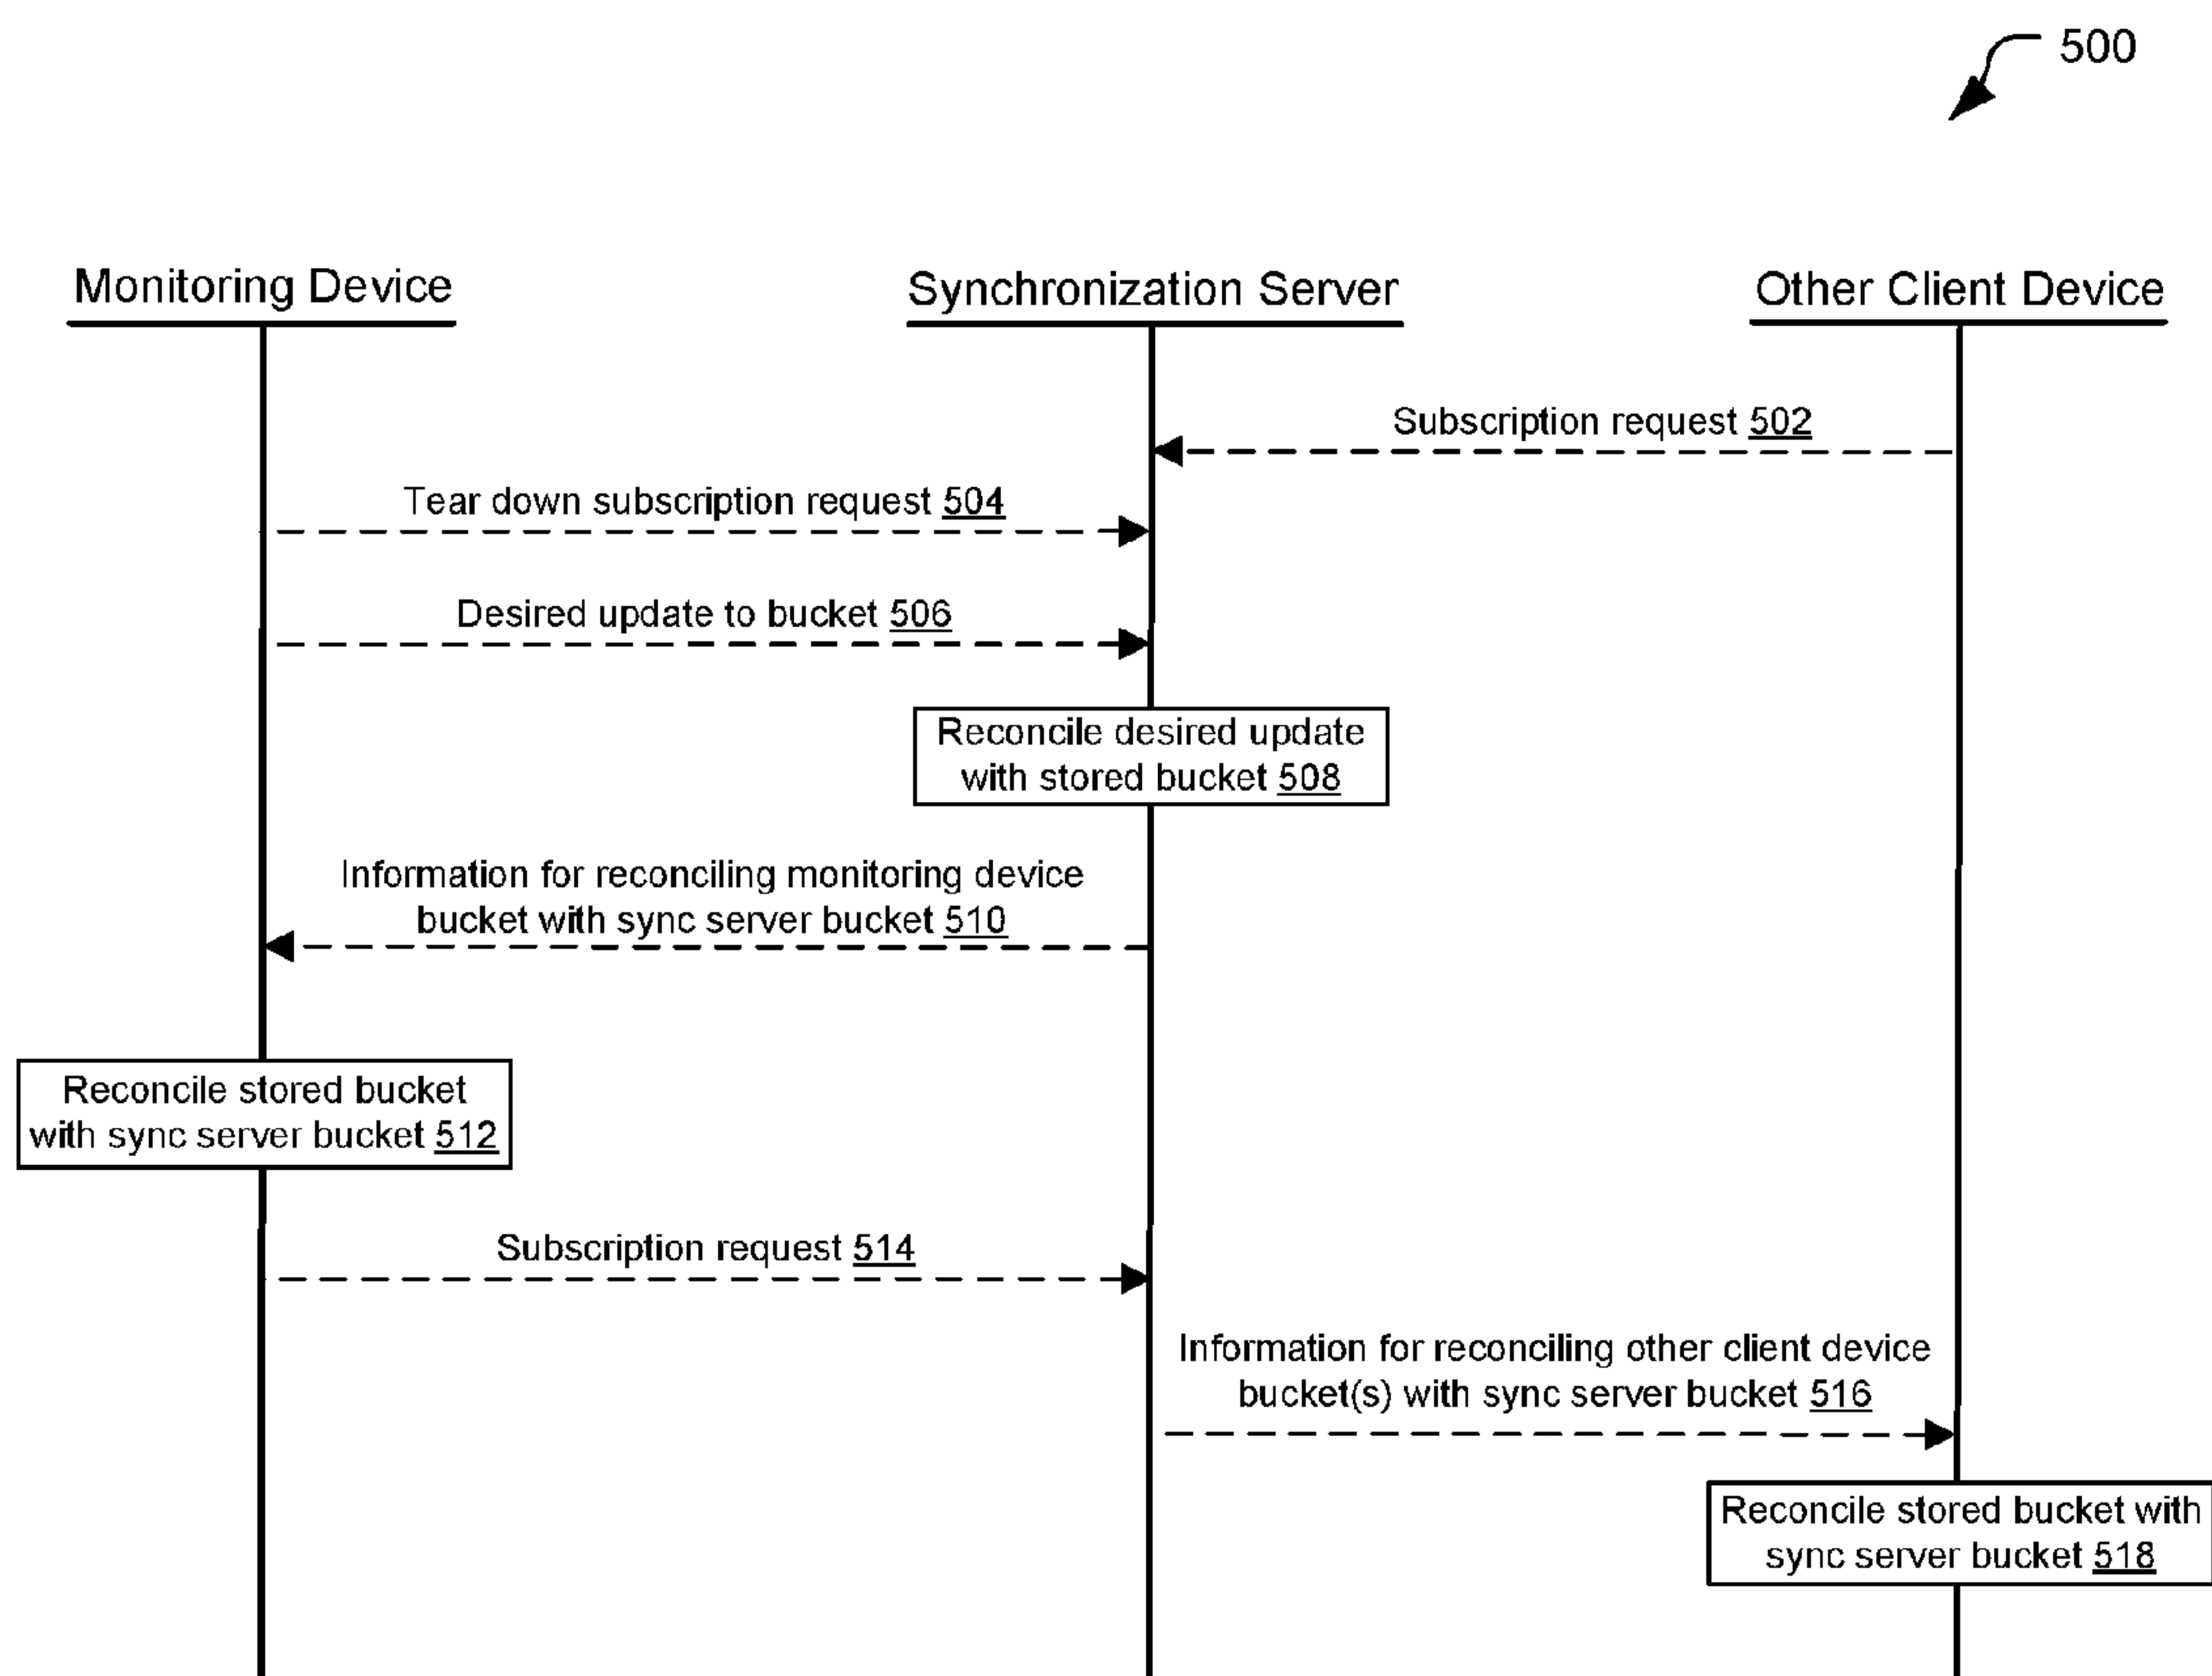 500
Monitoring Device
Synchronization Server
Other Client Device
Subscription request 502
Tear down subscription request 504
Desired update to bucket 506
Reconcile desired update
with stored bucket 508
Information for reconciling monitoring device
bucket with sync server bucket 510
Reconcile stored bucket
with sync server bucket 512
Subscription request 514
Information for reconciling other client device
bucket(s) with sync server bucket 516
Reconcile stored bucket with
sync server bucket 518